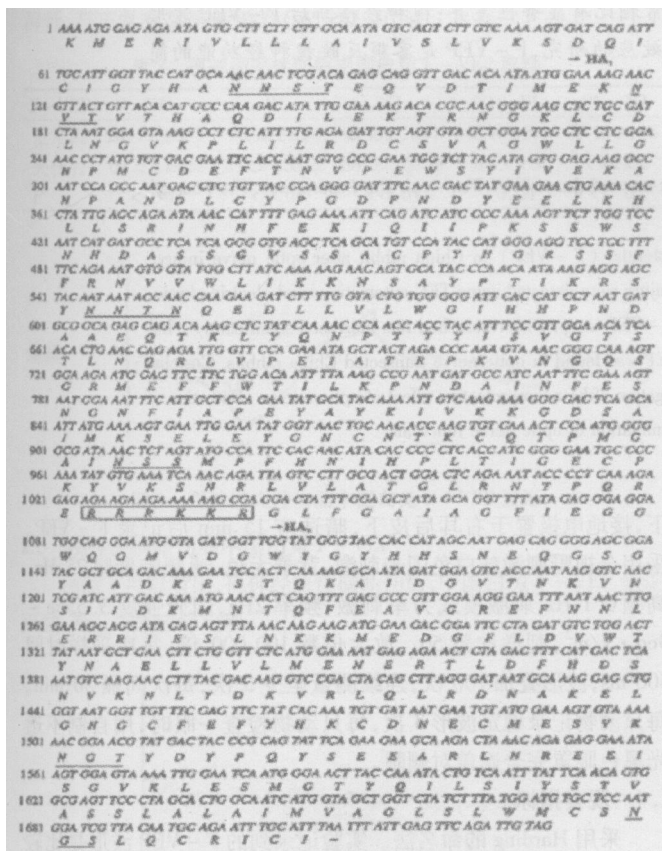 1 AAA ATG GAG AGA ATA GTG CTT CTT CTT GCA ATA GTC AGT CTT GTC AAA AGT GAT CAG ATT
K M E R I V L L L A I V S L V K S D Q I
→ HA₁
61 TGC ATT GGT TAC CAT GCA AAC AAC TCG ACA GAG CAG GTT GAC ACA ATA ATG GAA AAG AAC
C I G Y H A N N S T E Q V D T I M E K N
121 GTT ACT GTT ACA CAT GCC CAA GAC ATA TTG GAA AAG ACA CGC AAC GGG AAG CTC TGC GAT
V T V T H A Q D I L E K T R N G K L C D
181 CTA AAT GGA GTA AAG CCT CTC ATT TTG AGA GAT TGT AGT GTA GCT GGA TGG CTC CTC GGA
L N G V K P L I L R D C S V A G W L L G
241 AAC CCT ATG TGT GAC GAA TTC ACC AAT GTG CCG GAA TGG TCT TAC ATA GTG GAG AAG GCC
N P M C D E F T N V P E W S Y I V E K A
301 AAT CCA GCC AAT GAC CTC TGT TAC CCA GGG GAT TTC AAC GAC TAT GAA GAA CTG AAA CAC
N P A N D L C Y P G D F N D Y E E L K H
361 CTA TTG AGC AGA ATA AAC CAT TTT GAG AAA ATT CAG ATC ATC CCC AAA AGT TCT TGG TCC
L L S R I N H F E K I Q I I P K S S W S
421 AAT CAT GAT GCC TCA TCA GGG GTG AGC TCA GCA TGT CCA TAC CAT GGG AGG TCC TCC TTT
N H D A S S G V S S A C P Y H G R S S F
481 TTC AGA AAT GTG GTA TGG CTT ATC AAA AAG AAC AGT GCA TAC CCA ACA ATA AAG AGG AGC
F R N V V W L I K K N S A Y P T I K R S
541 TAC AAT AAT ACC AAC CAA GAA GAT CTT TTG GTA CTG TGG GGG ATT CAC CAT CCT AAT GAT
Y N N T N Q E D L L V L W G I H H P N D
601 GCG GCA GAG CAG ACA AAG CTC TAT CAA AAC CCA ACC ACC TAC ATT TCC GTT GGA ACA TCA
A A E Q T K L Y Q N P T T Y I S V G T S
661 ACA CTG AAC CAG AGA TTG GTT CCA GAA ATA GCT ACT AGA CCC AAA GTA AAC GGG CAA AGT
T L N Q R L V P E I A T R P K V N G Q S
721 GGA AGA ATG GAG TTC TTC TGG ACA ATT TTA AAG CCG AAT GAT GCC ATC AAT TTC GAA AGT
G R M E F F W T I L K P N D A I N F E S
781 AAT GGA AAT TTC ATT GCT CCA GAA TAT GCA TAC AAA ATT GTC AAG AAA GGG GAC TCA GCA
N G N F I A P E Y A Y K I V K K G D S A
841 ATT ATG AAA AGT GAA TTG GAA TAT GGT AAC TGC AAC ACC AAG TGT CAA ACT CCA ATG GGG
I M K S E L E Y G N C N T K C Q T P M G
901 GCG ATA AAC TCT AGT ATG CCA TTC CAC AAC ATA CAC CCC CTC ACC ATC GGG GAA TGC CCC
A I N S S M P F H N I H P L T I G E C P
961 AAA TAT GTG AAA TCA AAC AGA TTA GTC CTT GCG ACT GGA CTC AGA AAT ACC CCT CAA AGA
K Y V K S N R L V L A T G L R N T P Q R
1021 GAG AGA AGA AGA AAA AAG CGA GGA CTA TTT GGA GCT ATA GCA GGT TTT ATA GAG GGA GGA
E R R R K K R G L F G A I A G F I E G G
→HA₂
1081 TGG CAG GGA ATG GTA GAT GGT TGG TAT GGG TAC CAC CAT AGC AAT GAG CAG GGG AGC GGA
W Q G M V D G W Y G Y H H S N E Q G S G
1141 TAC GCT GCA GAC AAA GAA TCC ACT CAA AAG GCA ATA GAT GGA GTC ACC AAT AAG GTC AAC
Y A A D K E S T Q K A I D G V T N K V N
1201 TCG ATC ATT GAC AAA ATG AAC ACT CAG TTT GAG GCC GTT GGA AGG GAA TTT AAT AAC TTG
S I I D K M N T Q F E A V G R E F N N L
1261 GAA AGG AGG ATA GAG AGT TTA AAC AAG AAG ATG GAA GAC GGA TTC CTA GAT GTC TGG ACT
E R R I E S L N K K M E D G F L D V W T
1321 TAT AAT GCT GAA CTT CTG GTT CTC ATG GAA AAT GAG AGA ACT CTA GAC TTT CAT GAC TCA
Y N A E L L V L M E N E R T L D F H D S
1381 AAT GTC AAG AAC CTT TAC GAC AAG GTC CGA CTA CAG CTT AGG GAT AAT GCA AAG GAG CTG
N V K N L Y D K V R L Q L R D N A K E L
1441 GGT AAT GGT TGT TTC GAG TTC TAT CAC AAA TGT GAT AAT GAA TGT ATG GAA AGT GTA AAA
G N G C F E F Y H K C D N E C M E S V K
1501 AAC GGA ACG TAT GAC TAC CCG CAG TAT TCA GAA GAA GCA AGA CTA AAC AGA GAG GAA ATA
N G T Y D Y P Q Y S E E A R L N R E E I
1561 AGT GGA GTA AAA TTG GAA TCA ATG GGA ACT TAC CAA ATA CTG TCA ATT TAT TCA ACA GTG
S G V K L E S M G T Y Q I L S I Y S T V
1621 GCG AGT TCC CTA GCA CTG GCA ATC ATG GTA GCT GGT CTA TCT TTA TGG ATG TGC TCC AAT
A S S L A L A I M V A G L S L W M C S N
1681 GGA TCG TTA CAA TGC AGA ATT TGC ATT TAA TTT ATT GAG TTC AGA TTG TAG
G S L Q C R I C I –